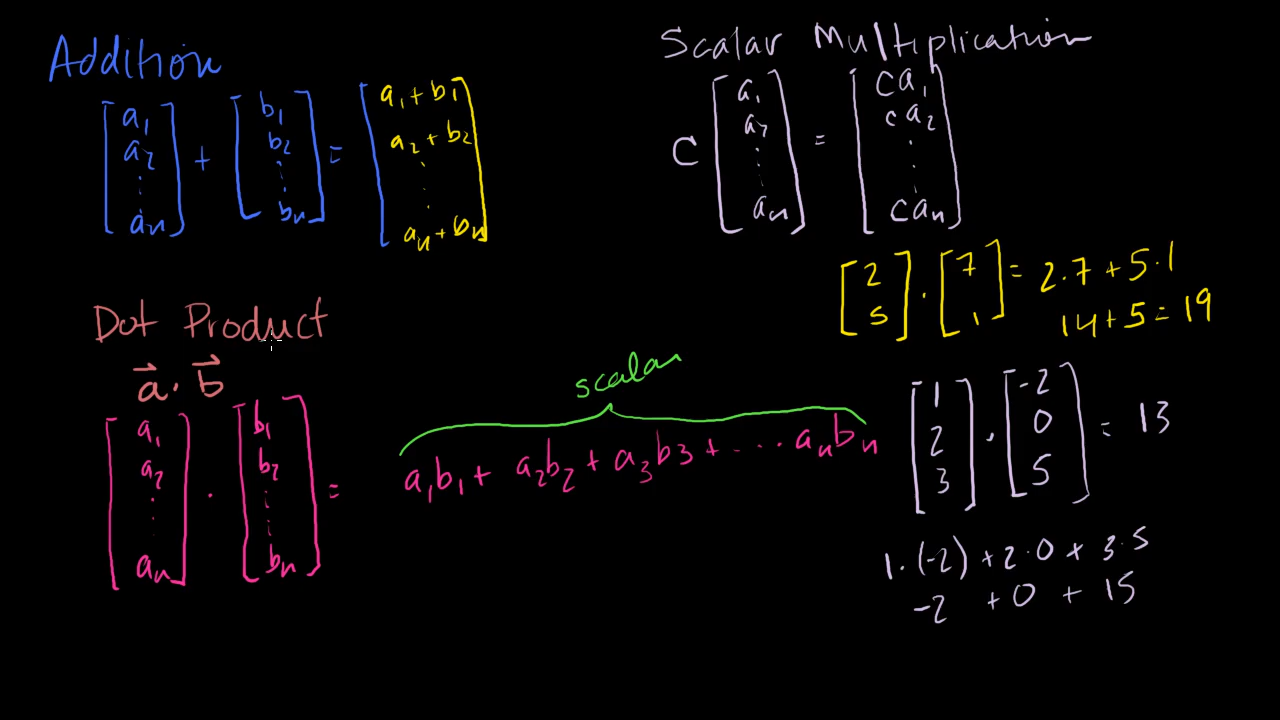 Addition
[a₁ a₂ ⋮ aₙ] + [b₁ b₂ ⋮ bₙ] = [a₁ + b₁ a₂ + b₂ ⋮ aₙ + bₙ]
Scalar Multiplication
c [a₁ a₂ ⋮ aₙ] = [ca₁ ca₂ ⋮ caₙ]
[2 5] · [7 1] = 2·7 + 5·1
14 + 5 = 19
Dot Product
a⃗ · b⃗
[a₁ a₂ ⋮ aₙ] · [b₁ b₂ ⋮ bₙ] = a₁b₁ + a₂b₂ + a₃b₃ + ... aₙbₙ
scalar
[1 2 3] · [-2 0 5] = 13
1·(-2) + 2·0 + 3·5
-2 + 0 + 15